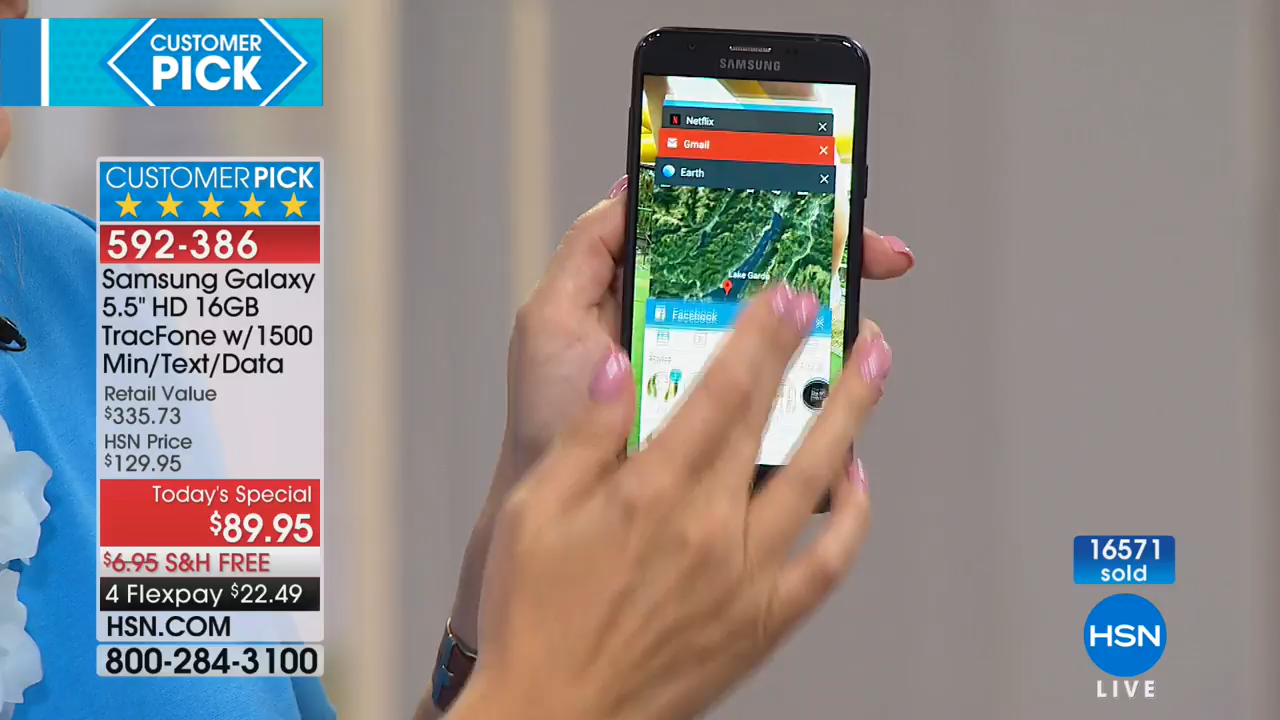 CUSTOMER
PICK
CUSTOMER PICK
592-386
Samsung Galaxy
5.5" HD 16GB
TracFone w/1500
Min/Text/Data
Retail Value
$335.73
HSN Price
$129.95
Today's Special
$89.95
$6.95 S&H FREE
4 Flexpay $22.49
HSN.COM
800-284-3100
SAMSUNG
Netflix
Gmail
Earth
Lake Garda
Facebook
16571
sold
HSN
LIVE